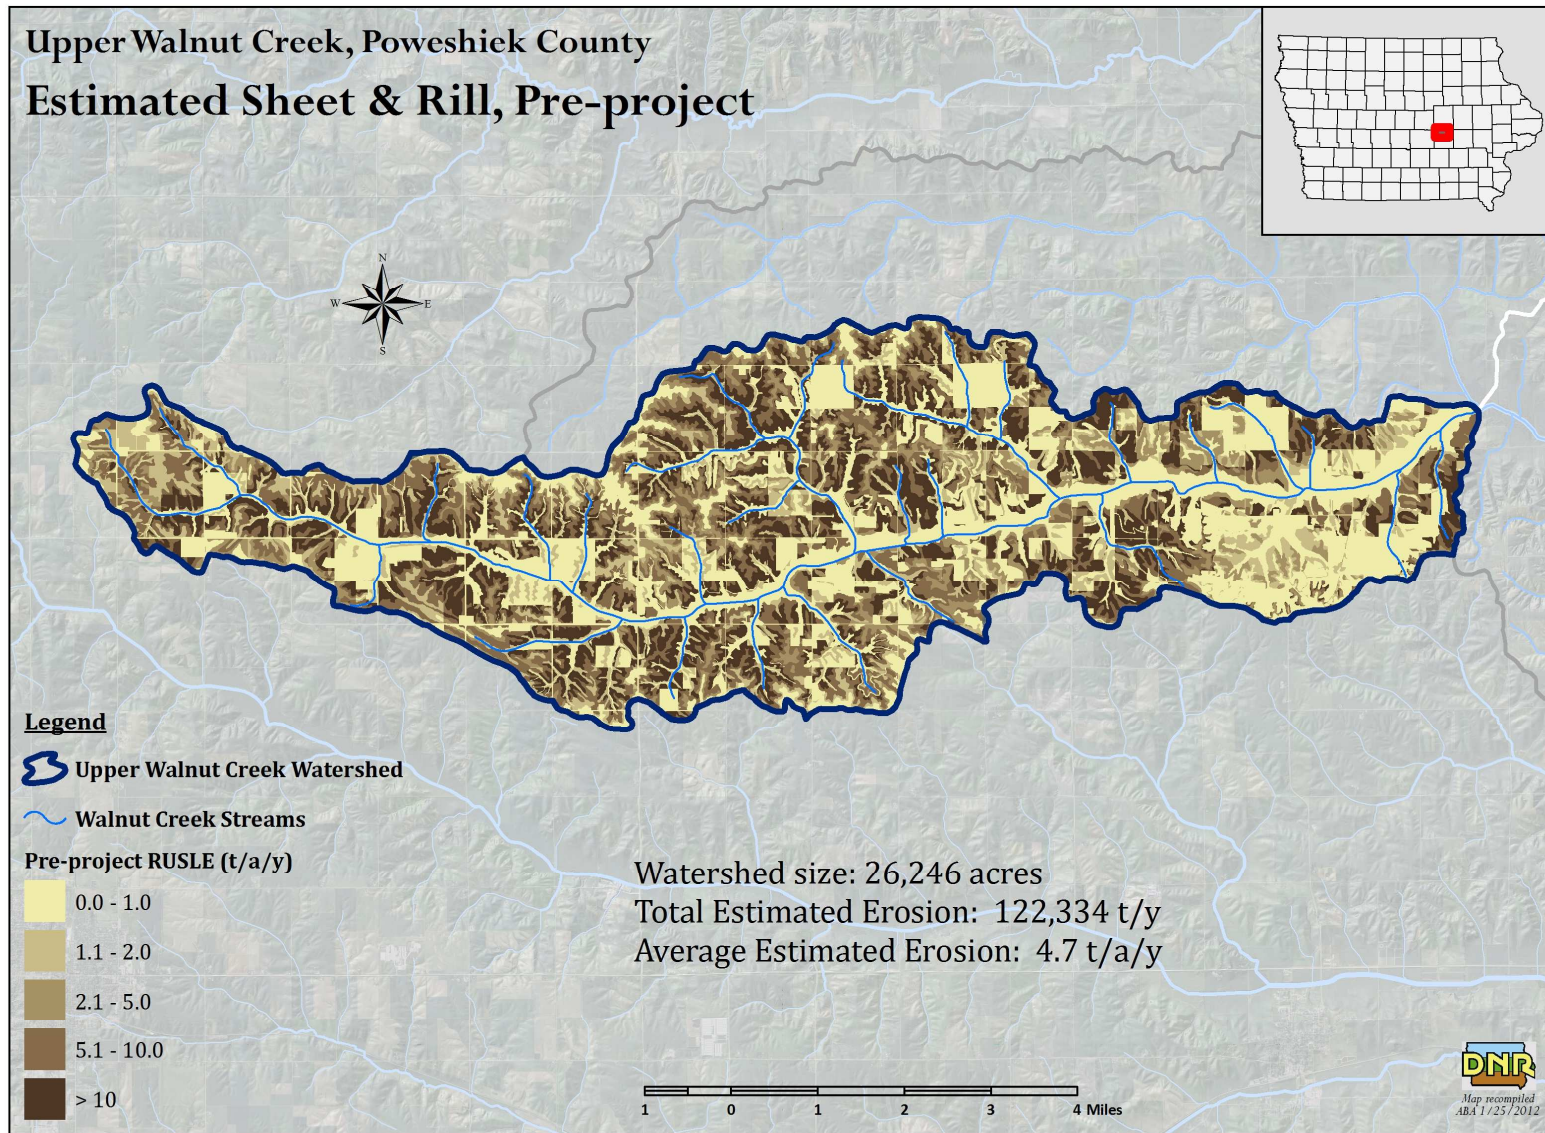 Upper Walnut Creek, Poweshiek County
Estimated Sheet & Rill, Pre-project
N
W E
S
Legend
Upper Walnut Creek Watershed
Walnut Creek Streams
Pre-project RUSLE (t/a/y)
0.0 - 1.0
1.1 - 2.0
2.1 - 5.0
5.1 - 10.0
> 10
Watershed size: 26,246 acres
Total Estimated Erosion: 122,334 t/y
Average Estimated Erosion: 4.7 t/a/y
1 0 1 2 3 4 Miles
DNR
Map recompiled
ABA 1/25/2012